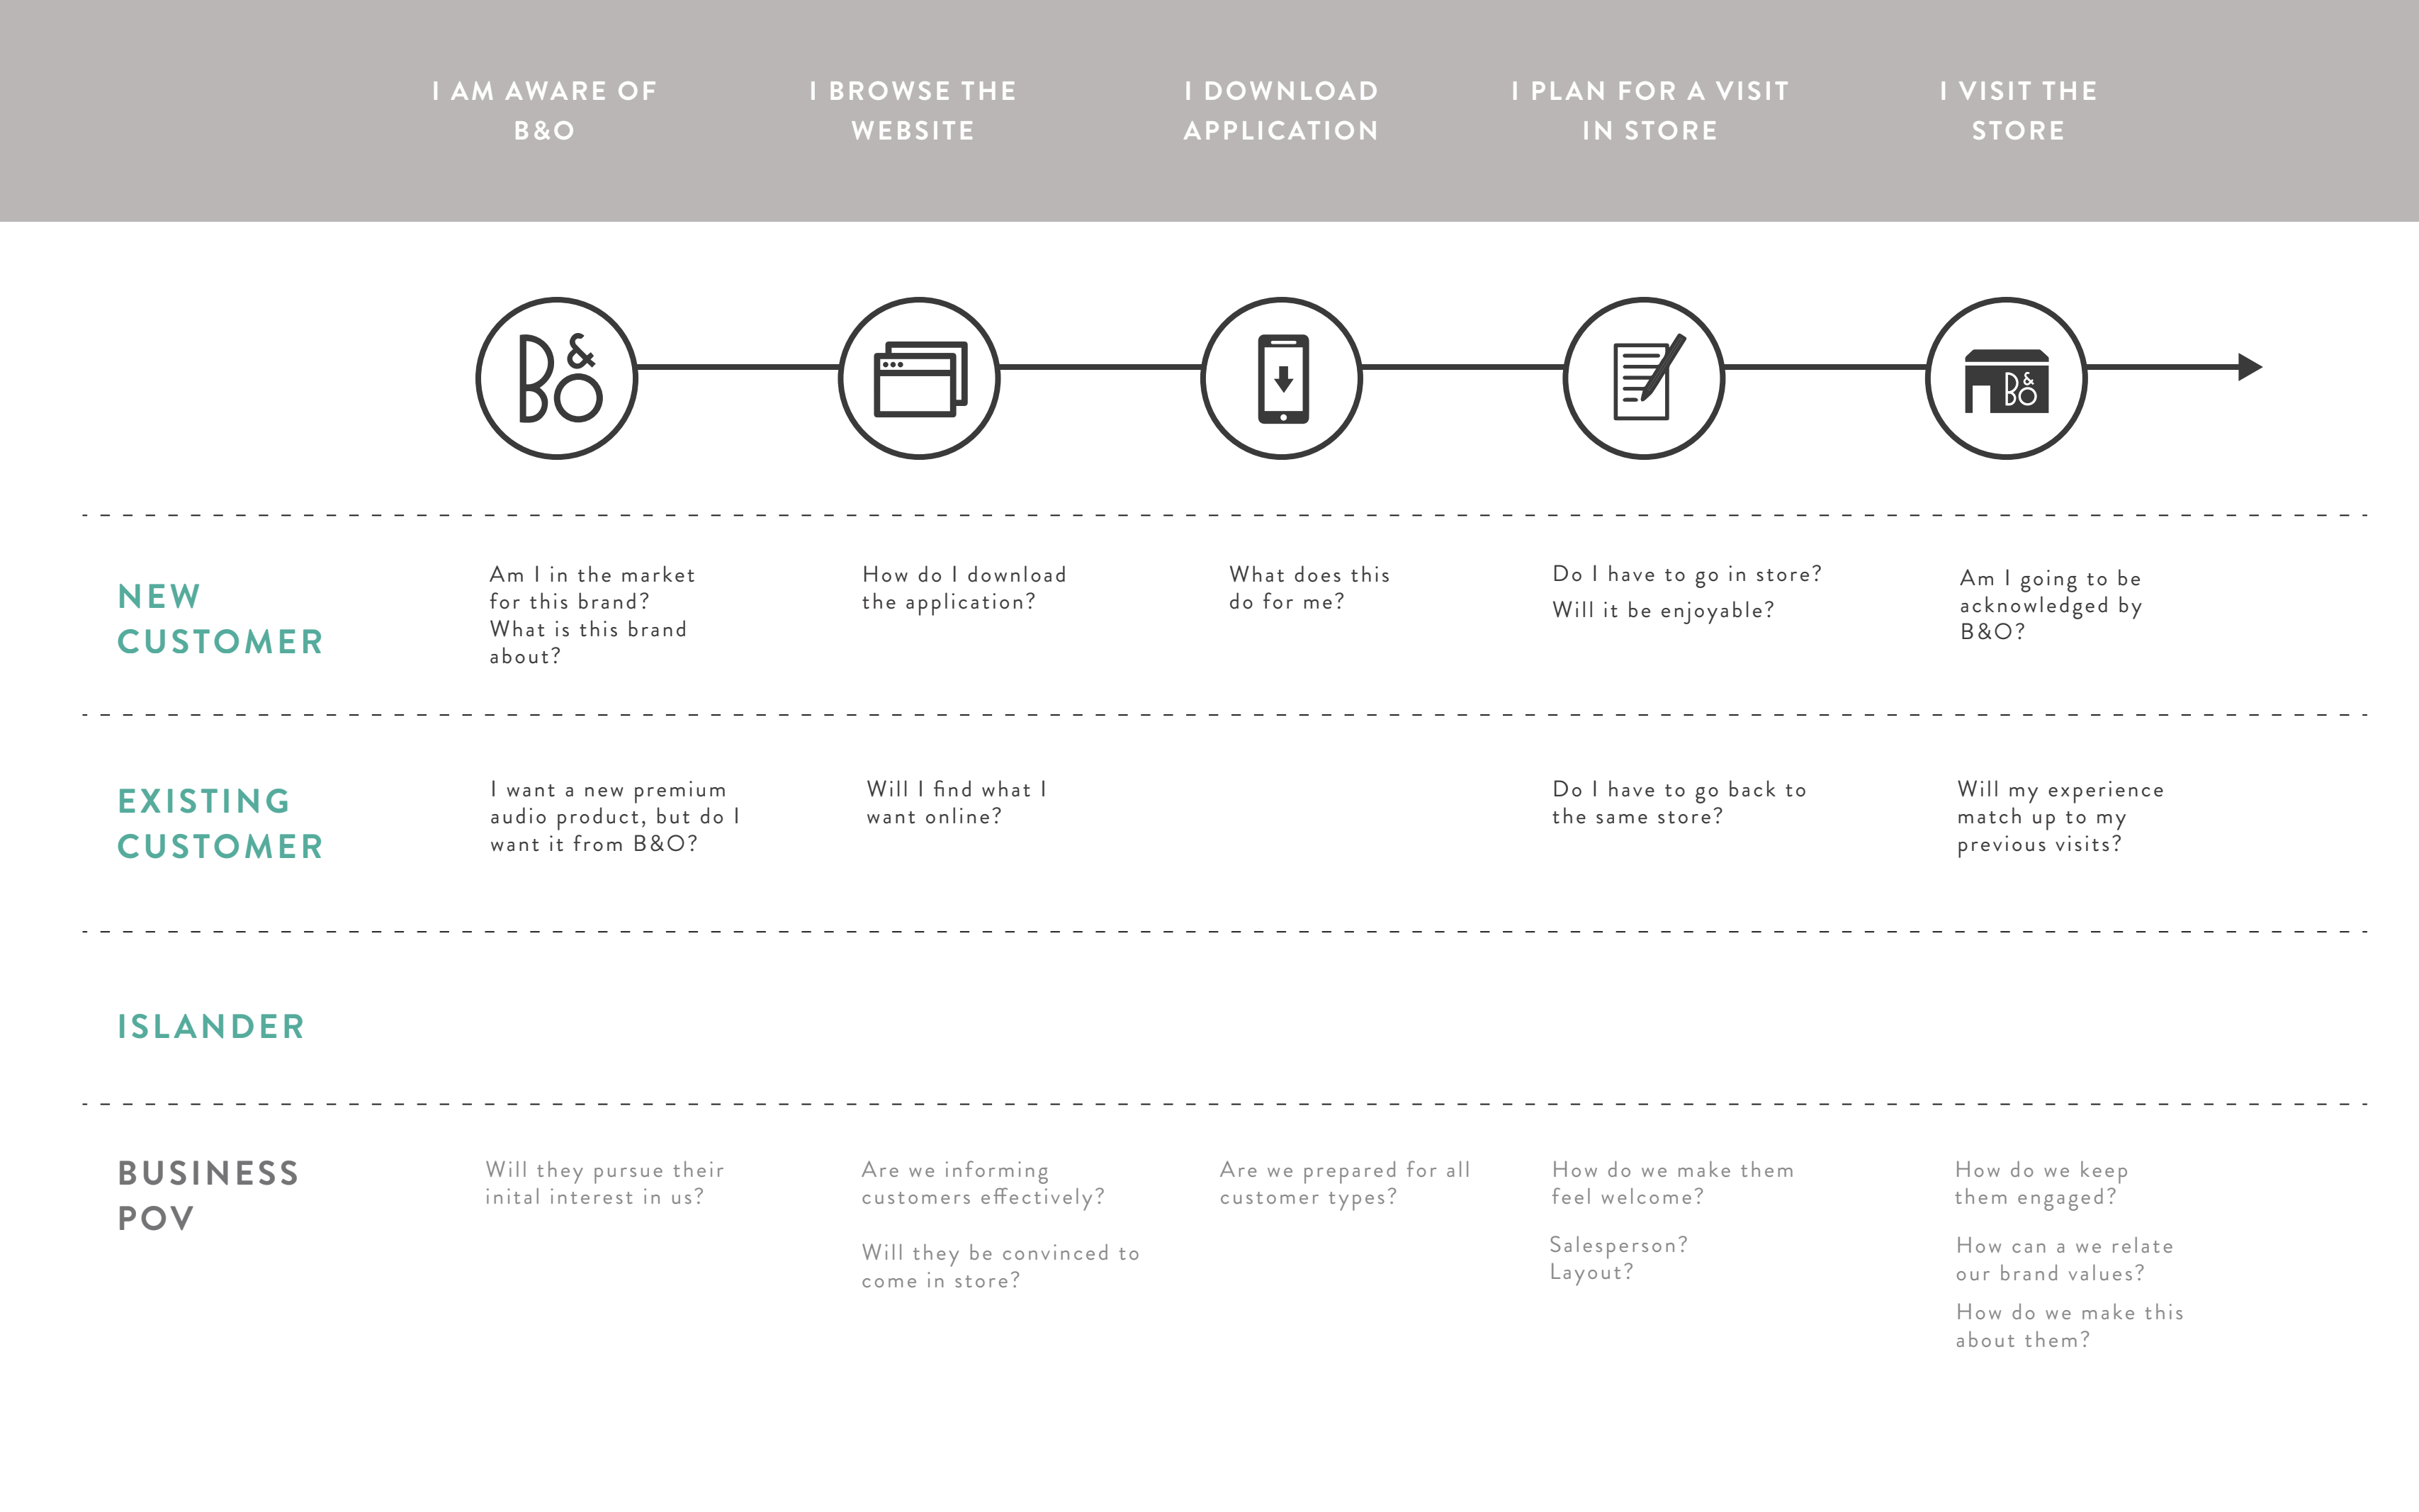 I AM AWARE OF
B&O
I BROWSE THE
WEBSITE
I DOWNLOAD
APPLICATION
I PLAN FOR A VISIT
IN STORE
I VISIT THE
STORE
B&O
B&O
NEW
CUSTOMER
Am I in the market
for this brand?
What is this brand
about?
How do I download
the application?
What does this
do for me?
Do I have to go in store?
Will it be enjoyable?
Am I going to be
acknowledged by
B&O?
EXISTING
CUSTOMER
I want a new premium
audio product, but do I
want it from B&O?
Will I find what I
want online?
Do I have to go back to
the same store?
Will my experience
match up to my
previous visits?
ISLANDER
BUSINESS
POV
Will they pursue their
inital interest in us?
Are we informing
customers effectively?
Will they be convinced to
come in store?
Are we prepared for all
customer types?
How do we make them
feel welcome?
Salesperson?
Layout?
How do we keep
them engaged?
How can a we relate
our brand values?
How do we make this
about them?